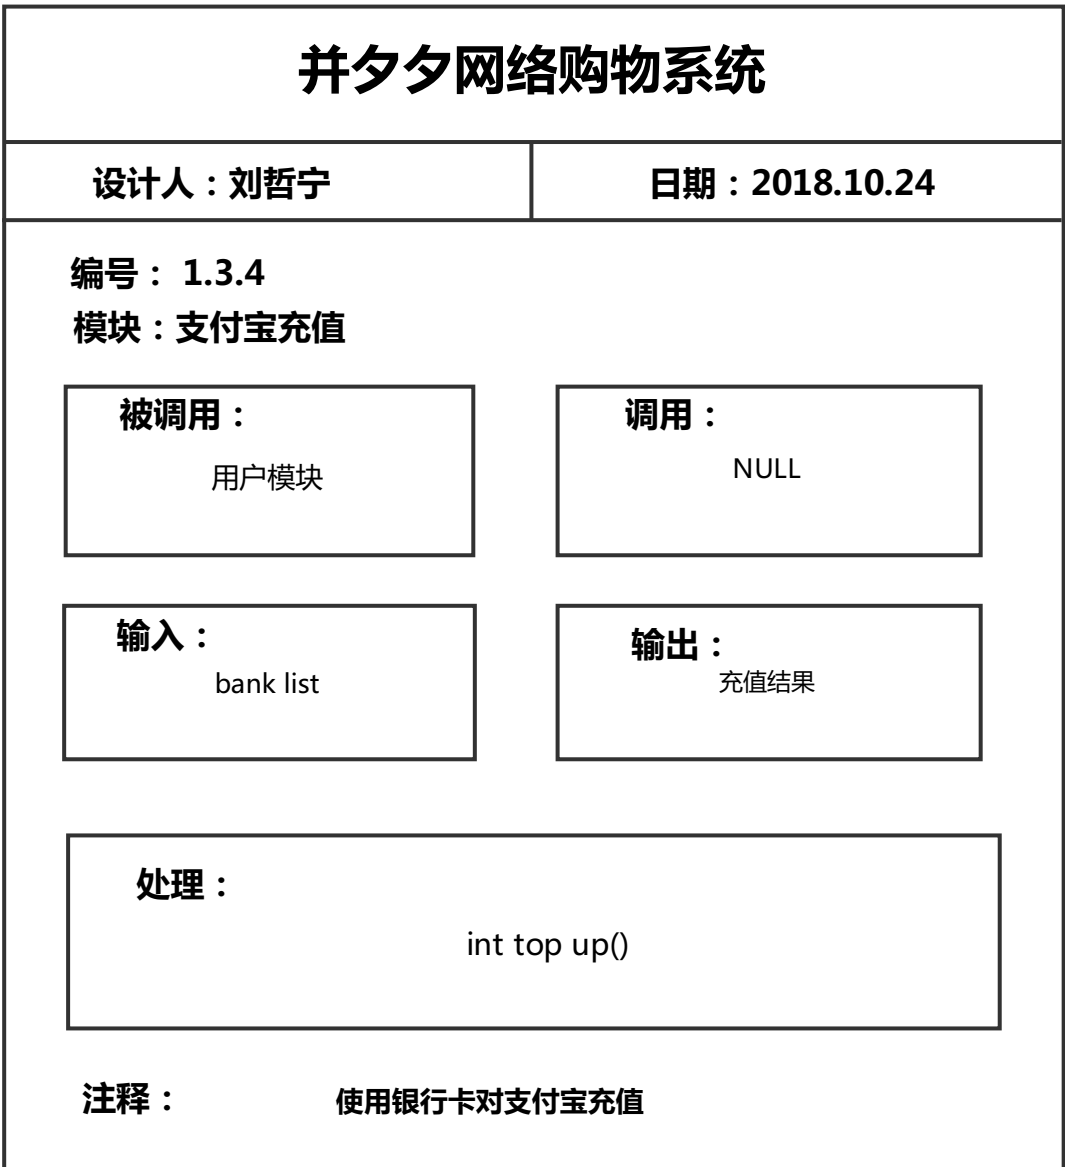 并夕夕网络购物系统
设计人：刘哲宁
日期：2018.10.24
编号： 1.3.4
模块：支付宝充值
被调用：
用户模块
调用：
NULL
输入：
bank list
输出：
充值结果
处理：
int top up()
注释：
使用银行卡对支付宝充值